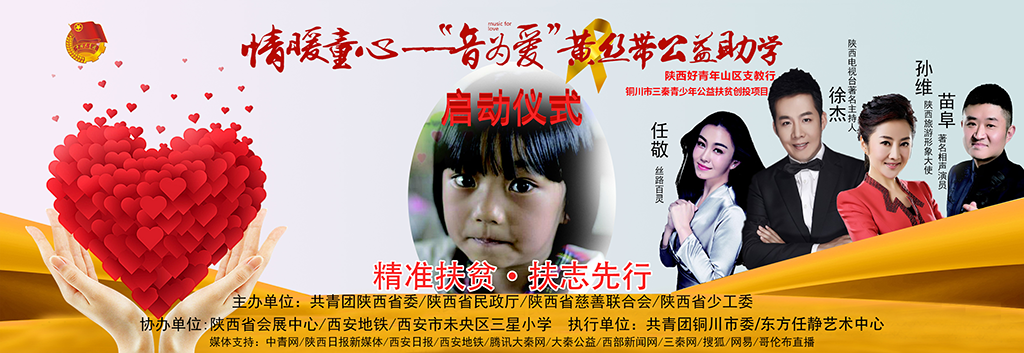 music for
love
情暖童心—“音为爱”黄丝带公益助学
陕西好青年山区支教行
铜川市三秦青少年公益扶贫创投项目
启动仪式
任敬
丝路百灵
陕西电视台著名主持人
徐杰
孙维
陕西旅游形象大使
苗阜
著名相声演员
精准扶贫·扶志先行
主办单位：共青团陕西省委/陕西省民政厅/陕西省慈善联合会/陕西省少工委
协办单位:陕西省会展中心/西安地铁/西安市未央区三星小学 执行单位：共青团铜川市委/东方任静艺术中心
媒体支持：中青网/陕西日报新媒体/西安日报/西安地铁/腾讯大秦网/大秦公益/西部新闻网/三秦网/搜狐/网易/哥伦布直播